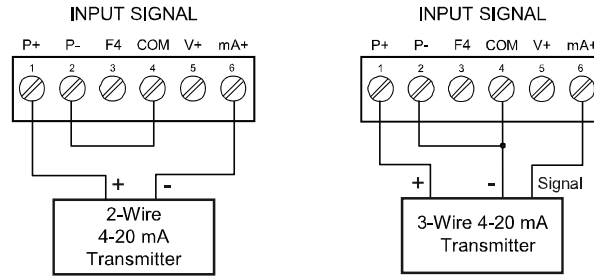 INPUT SIGNAL
P+ P- F4 COM V+ mA+
1 2 3 4 5 6
+ -
2-Wire
4-20 mA
Transmitter
INPUT SIGNAL
P+ P- F4 COM V+ mA+
1 2 3 4 5 6
+ - Signal
3-Wire 4-20 mA
Transmitter